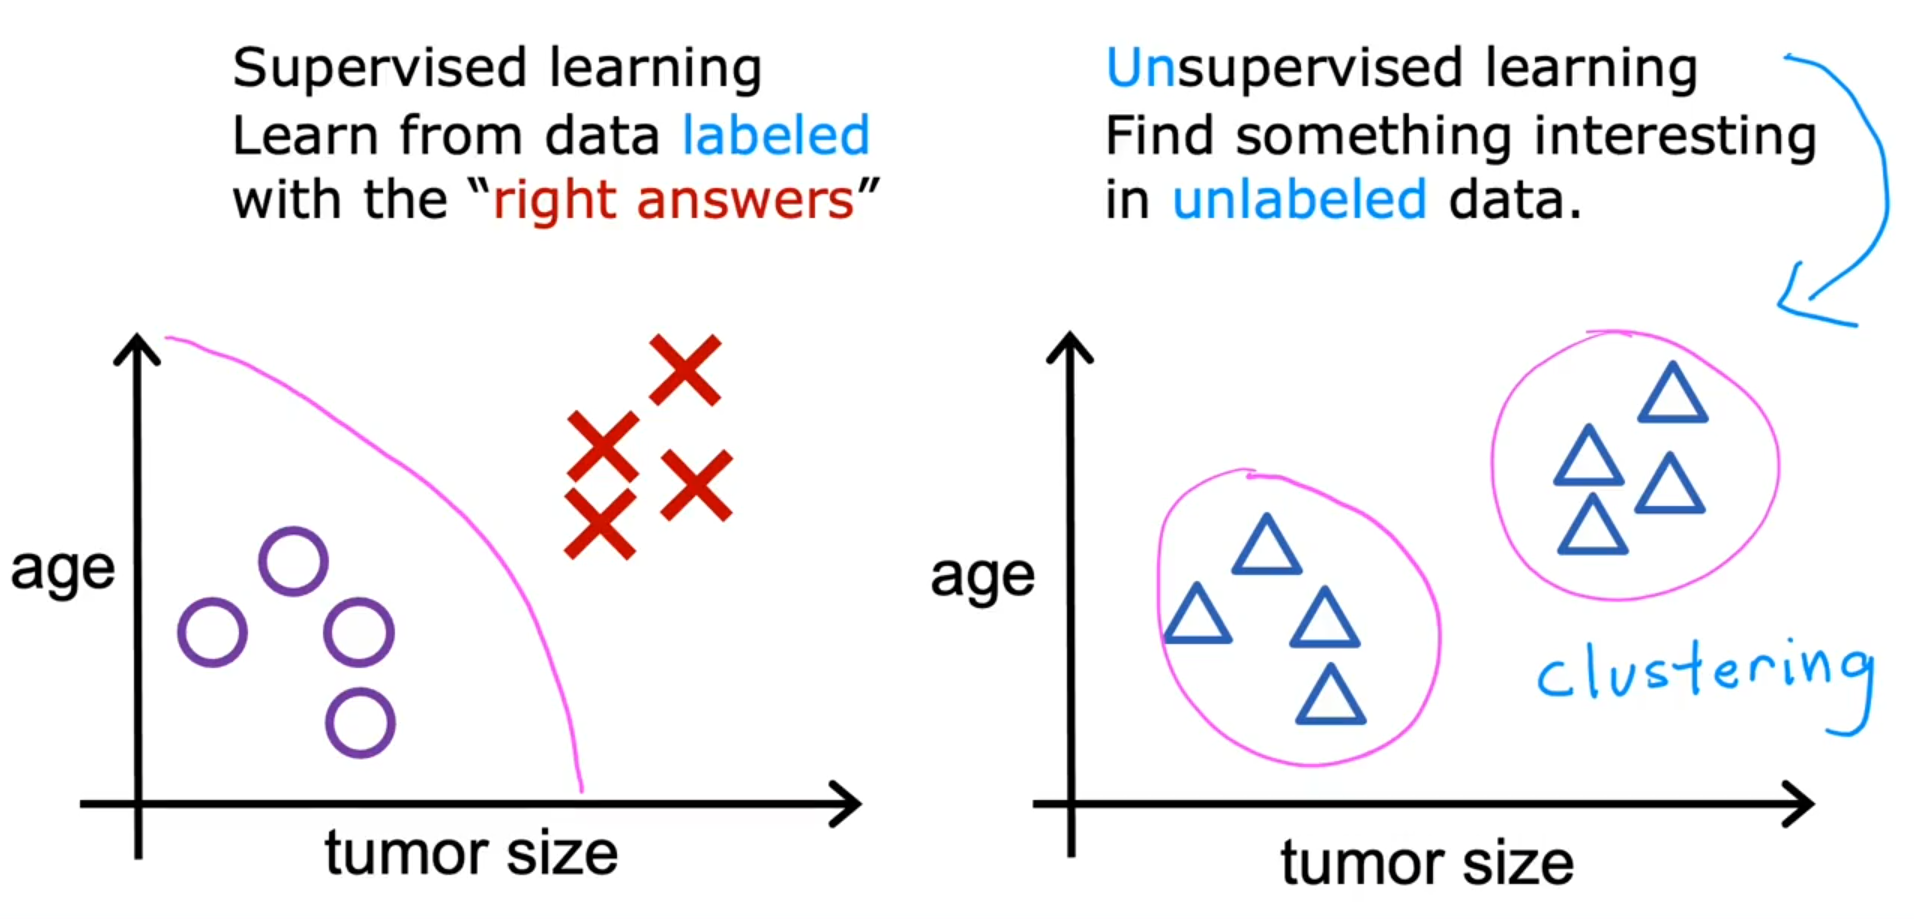 Supervised learning
Learn from data labeled
with the “right answers”
age
tumor size
Unsupervised learning
Find something interesting
in unlabeled data.
age
clustering
tumor size